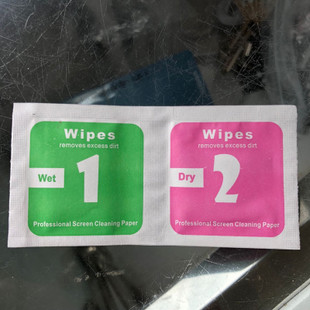 Wipes
removes excess dirt
Wet
1
Professional Screen Cleaning Paper
Wipes
removes excess dirt
Dry
2
Professional Screen Cleaning Paper